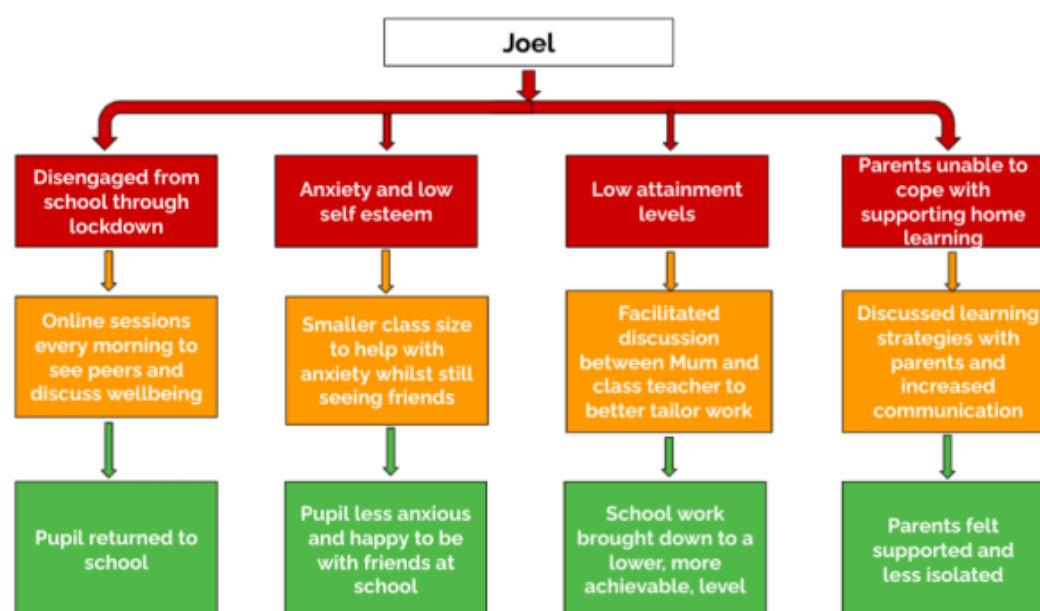 Joel
Disengaged from
school through
lockdown
Anxiety and low
self esteem
Low attainment
levels
Parents unable to
cope with
supporting home
learning
Online sessions
every morning to
see peers and
discuss wellbeing
Smaller class size
to help with
anxiety whilst still
seeing friends
Facilitated
discussion
between Mum and
class teacher to
better tailor work
Discussed learning
strategies with
parents and
increased
communication
Pupil returned to
school
Pupil less anxious
and happy to be
with friends at
school
School work
brought down to a
lower, more
achievable, level
Parents felt
supported and
less isolated